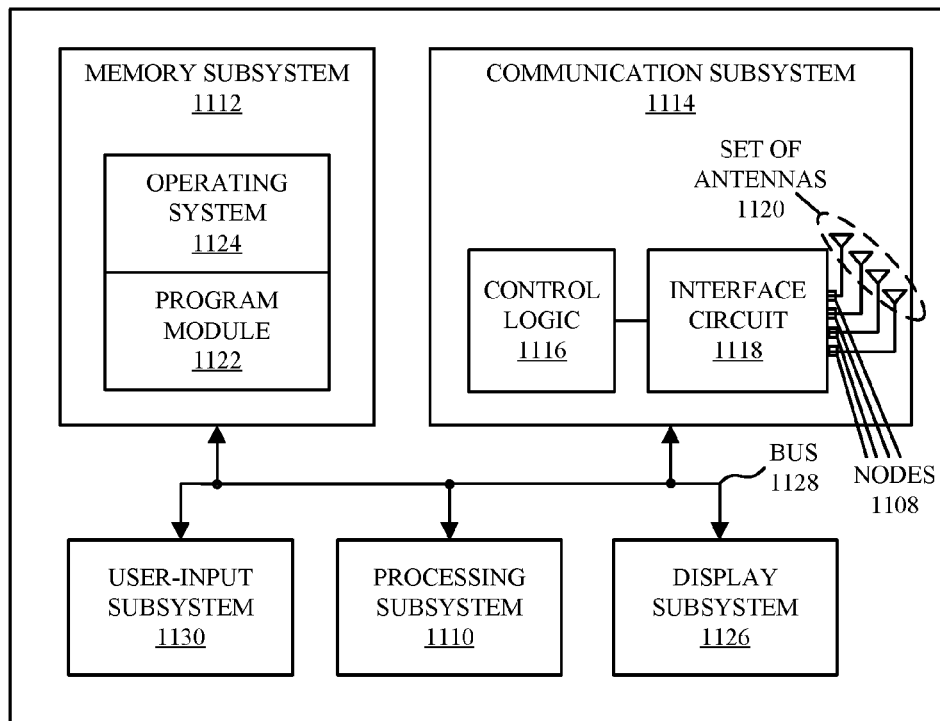 MEMORY SUBSYSTEM
1112
OPERATING
SYSTEM
1124
PROGRAM
MODULE
1122
COMMUNICATION SUBSYSTEM
1114
SET OF
ANTENNAS
1120
CONTROL
LOGIC
1116
INTERFACE
CIRCUIT
1118
BUS
1128
NODES
1108
USER-INPUT
SUBSYSTEM
1130
PROCESSING
SUBSYSTEM
1110
DISPLAY
SUBSYSTEM
1126